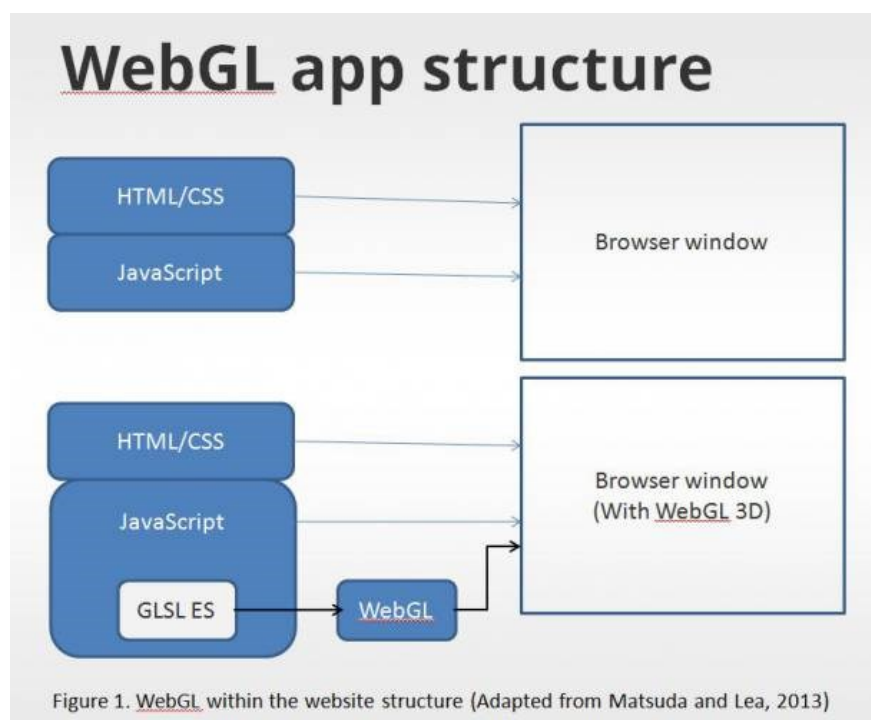 WebGL app structure
HTML/CSS
JavaScript
Browser window
HTML/CSS
JavaScript
GLSL ES
WebGL
Browser window
(With WebGL 3D)
Figure 1. WebGL within the website structure (Adapted from Matsuda and Lea, 2013)